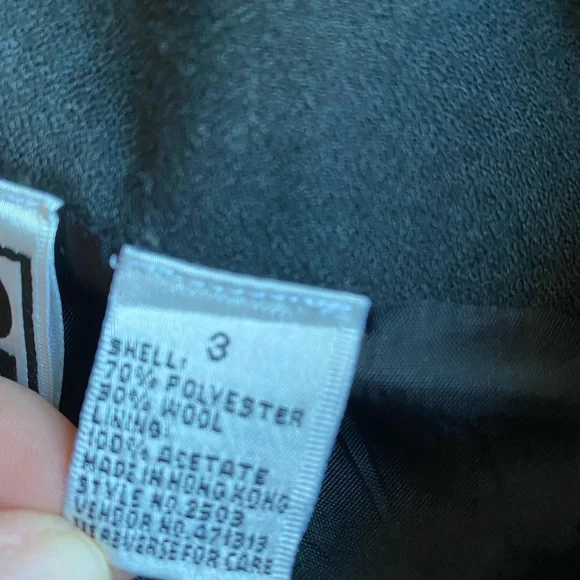 3
SHELL:
70% POLYESTER
30% WOOL
LINING:
100% ACETATE
MADE IN HONG KONG
STYLE NO. 2503
VENDOR NO. 471313
REVERSE FOR CARE